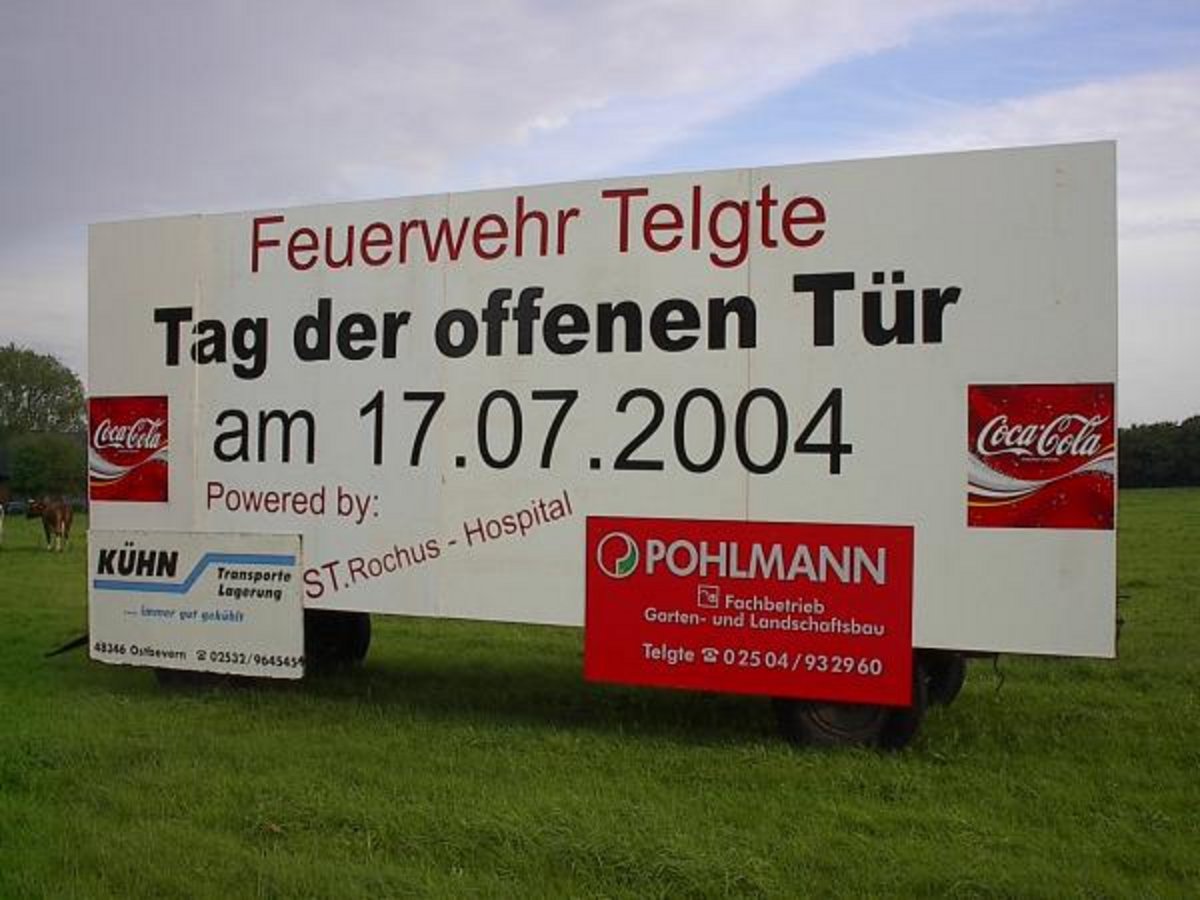 Feuerwehr Telgte
Tag der offenen Tür
am 17.07.2004
Coca-Cola
Coca-Cola
Powered by:
ST.Rochus - Hospital
KÜHN
Transporte
Lagerung
.... immer gut gekühlt
48346 Ostbevern ☎ 02532/964545
POHLMANN
Fachbetrieb
Garten- und Landschaftsbau
Telgte ☎ 02504/932960